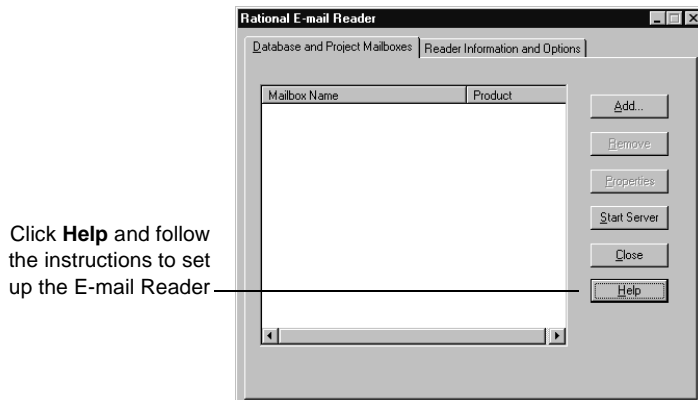 Rational E-mail Reader
Database and Project Mailboxes
Reader Information and Options
Mailbox Name
Product
Add...
Remove
Properties
Start Server
Close
Help
Click Help and follow
the instructions to set
up the E-mail Reader